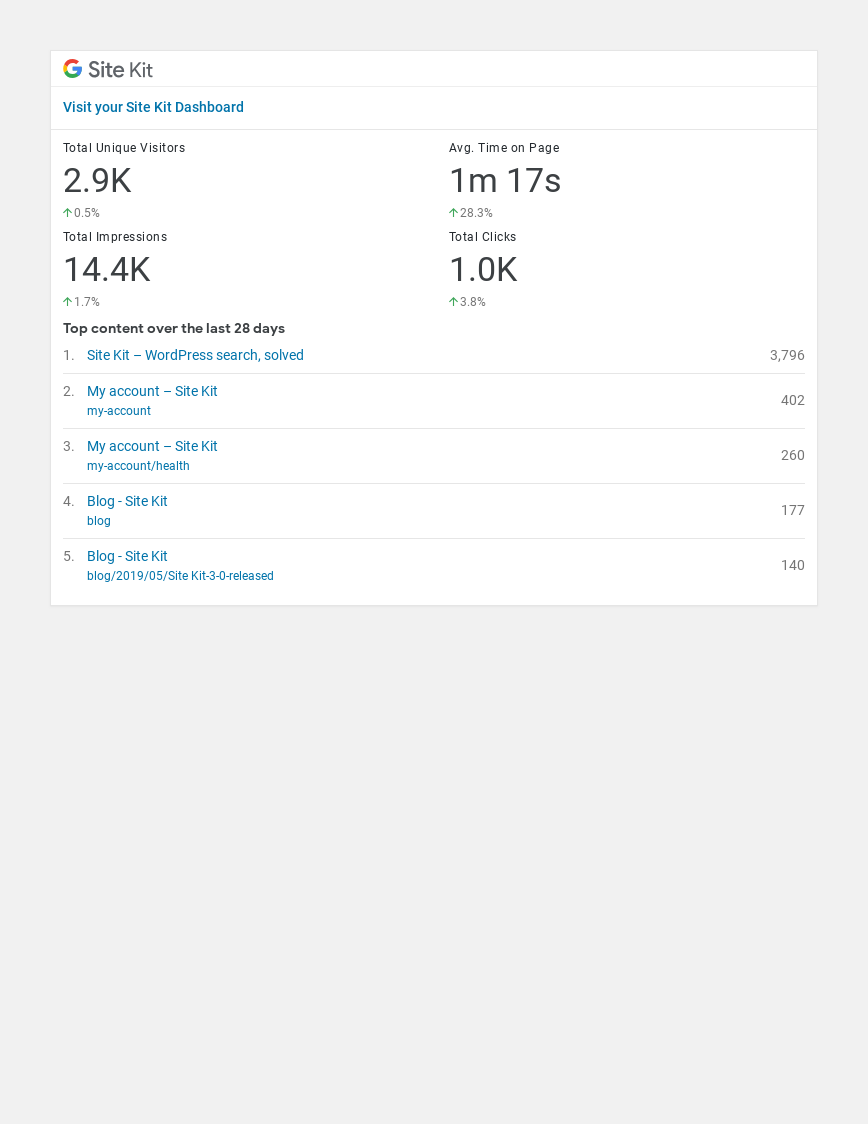 Site Kit
Visit your Site Kit Dashboard
Total Unique Visitors
2.9K
0.5%
Avg. Time on Page
1m 17s
28.3%
Total Impressions
14.4K
1.7%
Total Clicks
1.0K
3.8%
Top content over the last 28 days
1. Site Kit – WordPress search, solved 3,796
2. My account – Site Kit 402
my-account
3. My account – Site Kit 260
my-account/health
4. Blog - Site Kit 177
blog
5. Blog - Site Kit 140
blog/2019/05/Site Kit-3-0-released